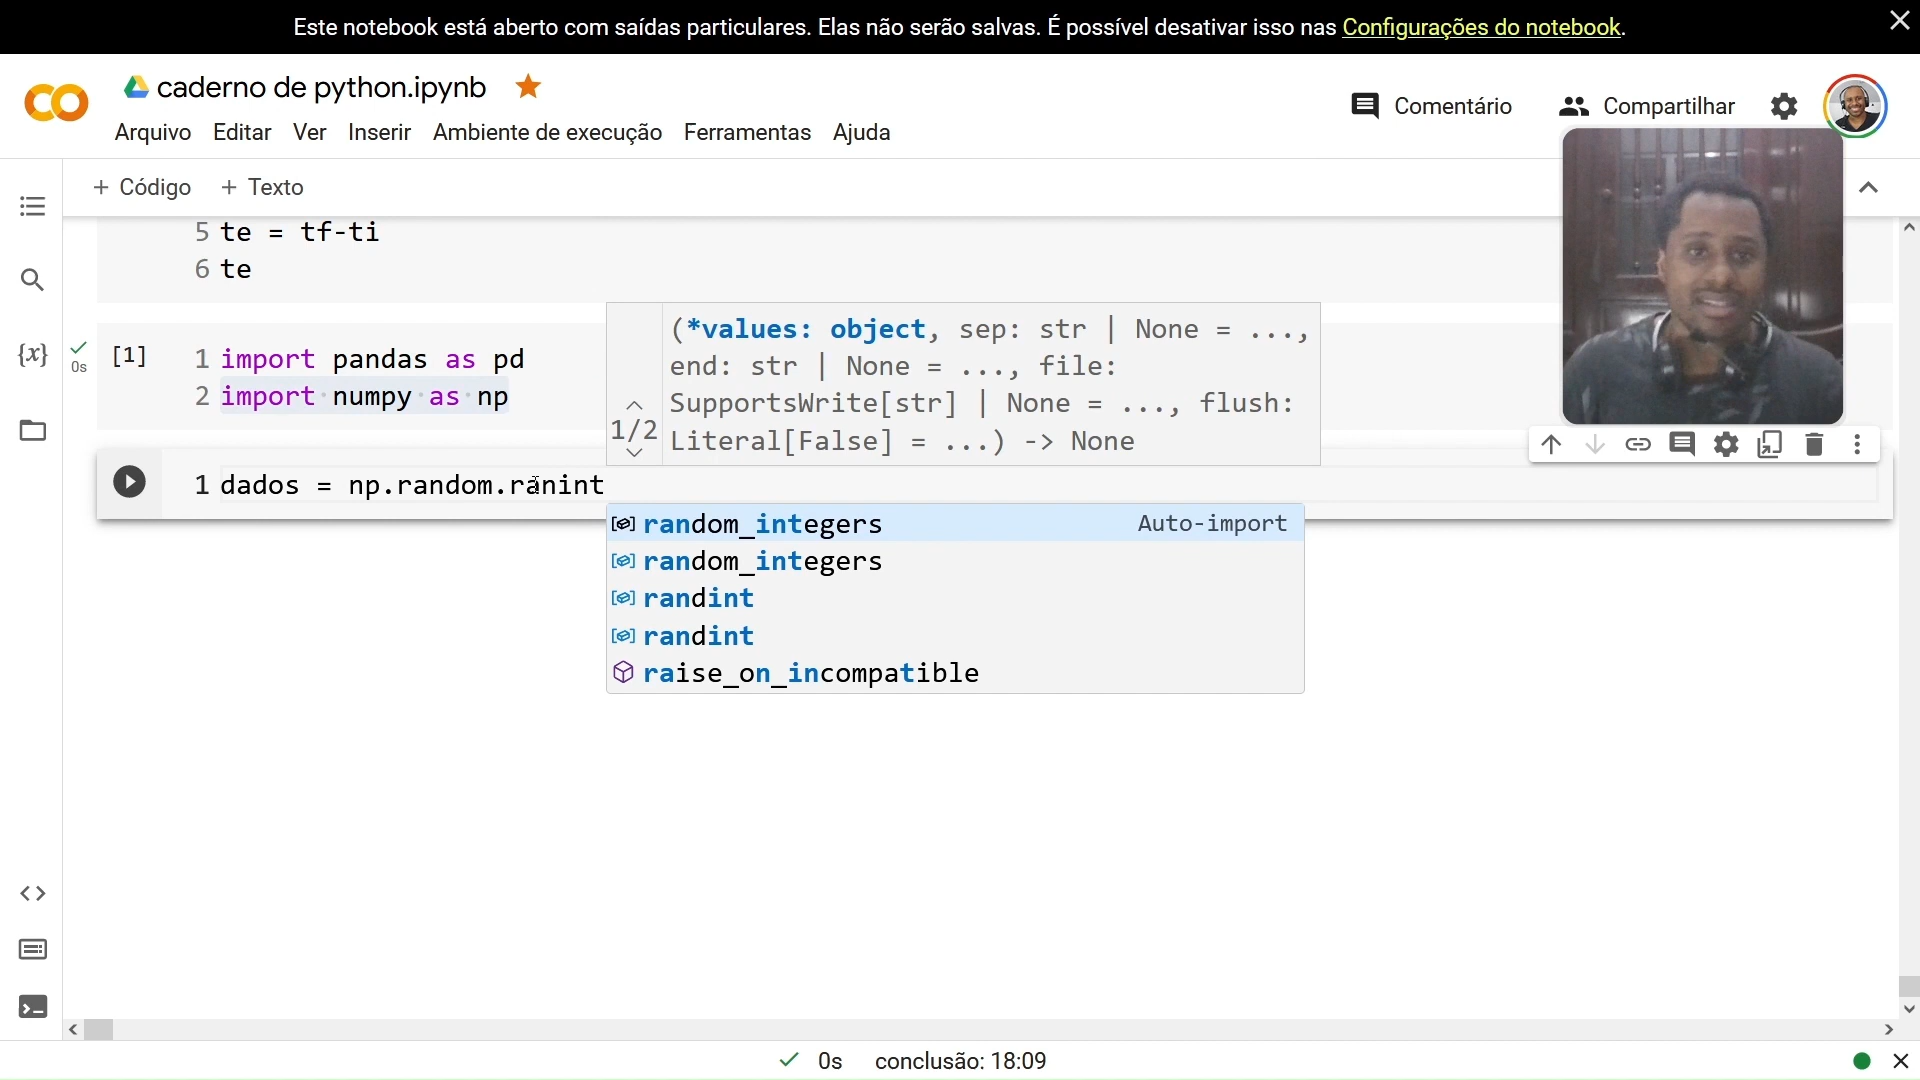 Este notebook está aberto com saídas particulares. Elas não serão salvas. É possível desativar isso nas Configurações do notebook.
caderno de python.ipynb
Comentário
Compartilhar
Arquivo Editar Ver Inserir Ambiente de execução Ferramentas Ajuda
+ Código + Texto
5 te = tf-ti
6 te
{x}
0s
[1]
1 import pandas as pd
2 import numpy as np
(*values: object, sep: str | None = ...,
end: str | None = ..., file:
SupportsWrite[str] | None = ..., flush:
1/2 Literal[False] = ...) -> None
1 dados = np.random.ranint
random_integers Auto-import
random_integers
randint
randint
raise_on_incompatible
0s conclusão: 18:09